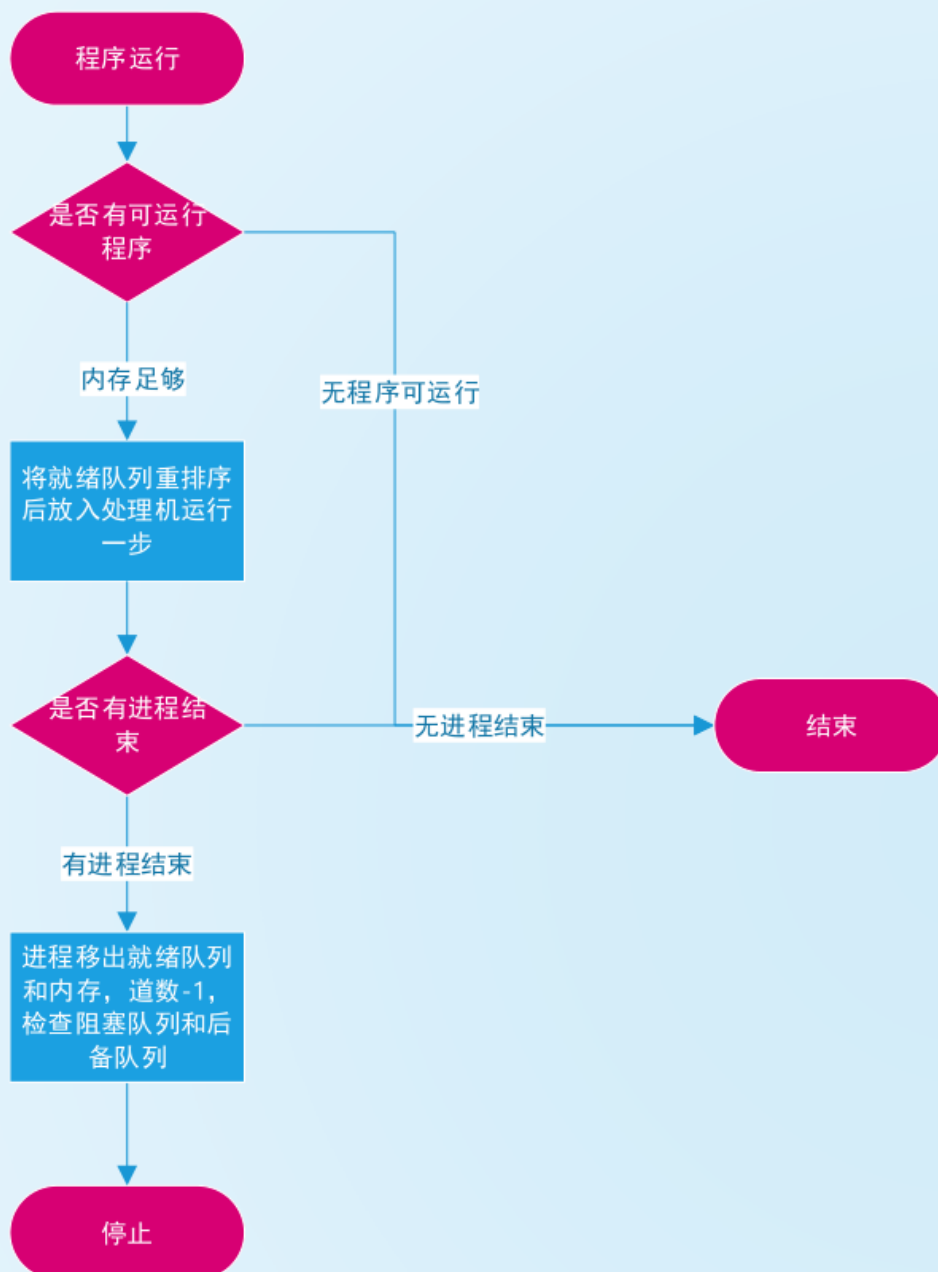 程序运行
是否有可运行
程序
内存足够
无程序可运行
将就绪队列重排序
后放入处理机运行
一步
是否有进程结
束
无进程结束
结束
有进程结束
进程移出就绪队列
和内存，道数-1，
检查阻塞队列和后
备队列
停止